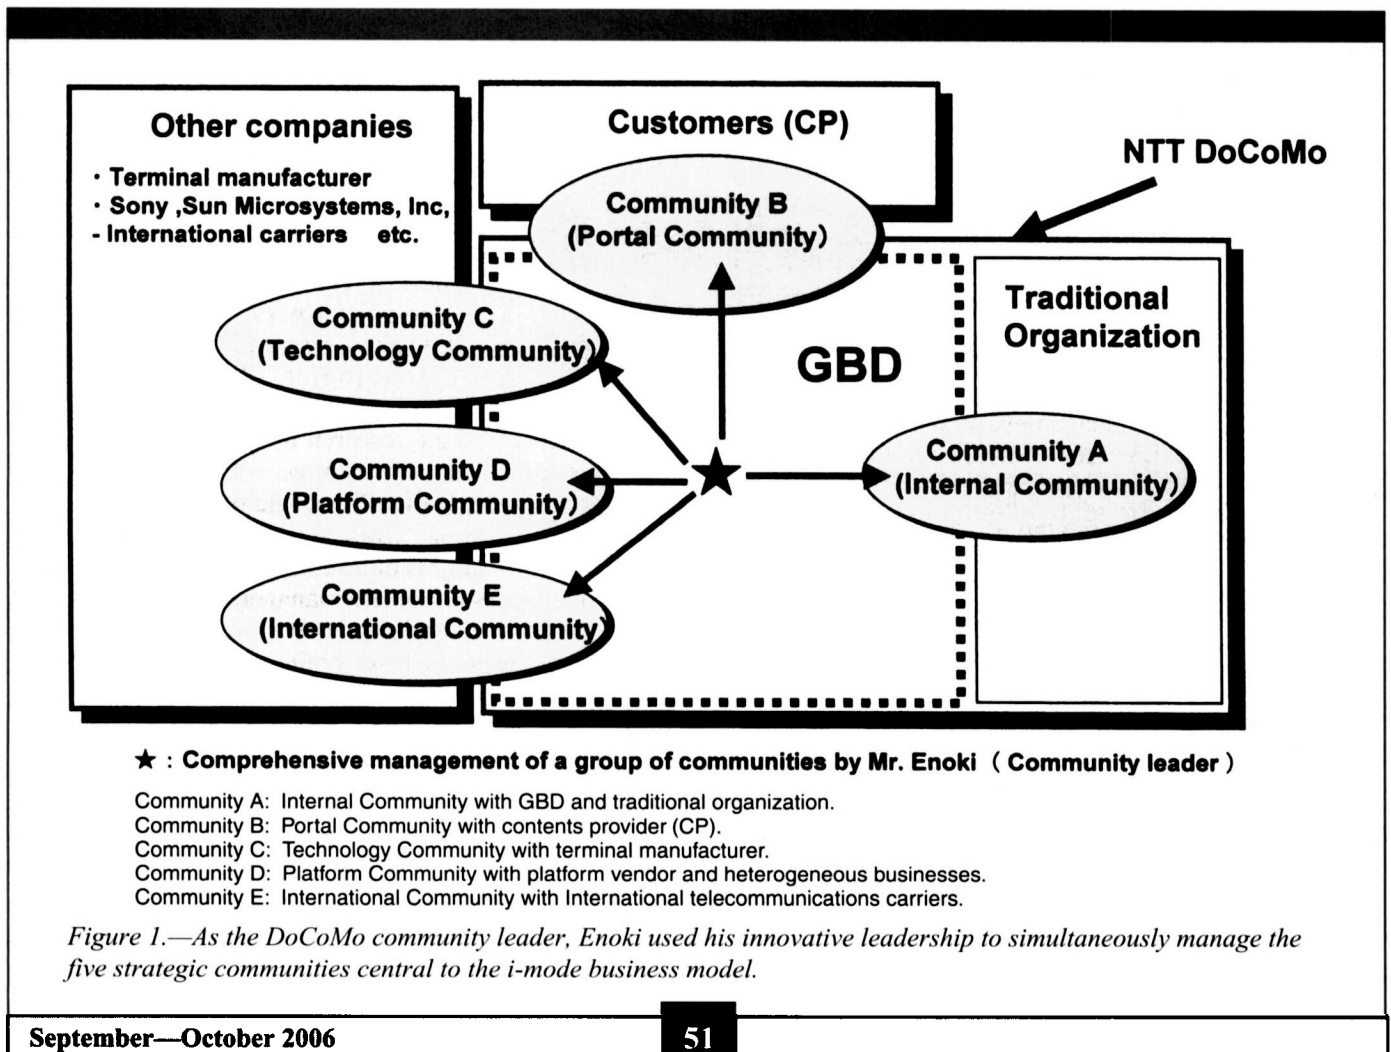 Other companies
· Terminal manufacturer
· Sony ,Sun Microsystems, Inc,
- International carriers etc.
Customers (CP)
NTT DoCoMo
Community B
(Portal Community)
Traditional
Organization
GBD
Community C
(Technology Community)
Community D
(Platform Community)
Community A
(Internal Community)
Community E
(International Community)
★ : Comprehensive management of a group of communities by Mr. Enoki ( Community leader )
Community A: Internal Community with GBD and traditional organization.
Community B: Portal Community with contents provider (CP).
Community C: Technology Community with terminal manufacturer.
Community D: Platform Community with platform vendor and heterogeneous businesses.
Community E: International Community with International telecommunications carriers.
Figure 1.—As the DoCoMo community leader, Enoki used his innovative leadership to simultaneously manage the
five strategic communities central to the i-mode business model.
September—October 2006
51